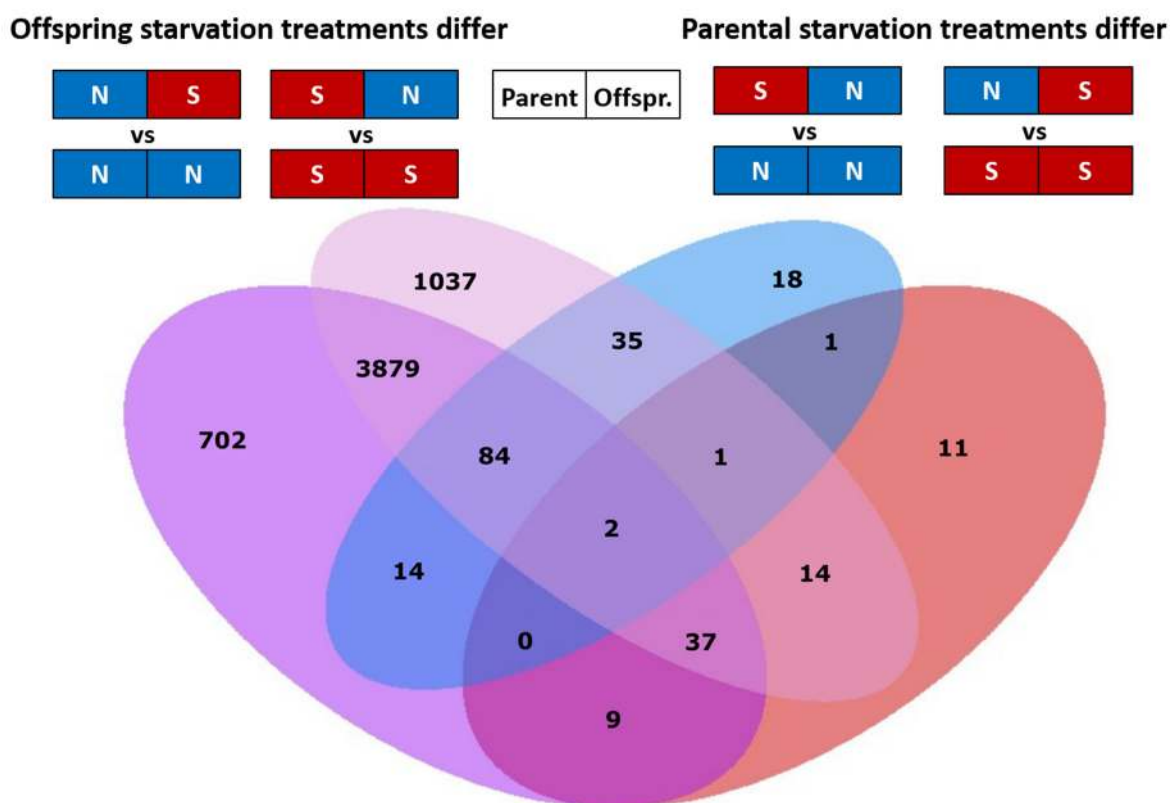 Offspring starvation treatments differ
Parental starvation treatments differ
N S
S N
Parent Offspr.
S N
N S
vs
vs
vs
vs
N N
S S
N N
S S
1037
18
35
1
3879
702
84
1
11
2
14
14
0
37
9